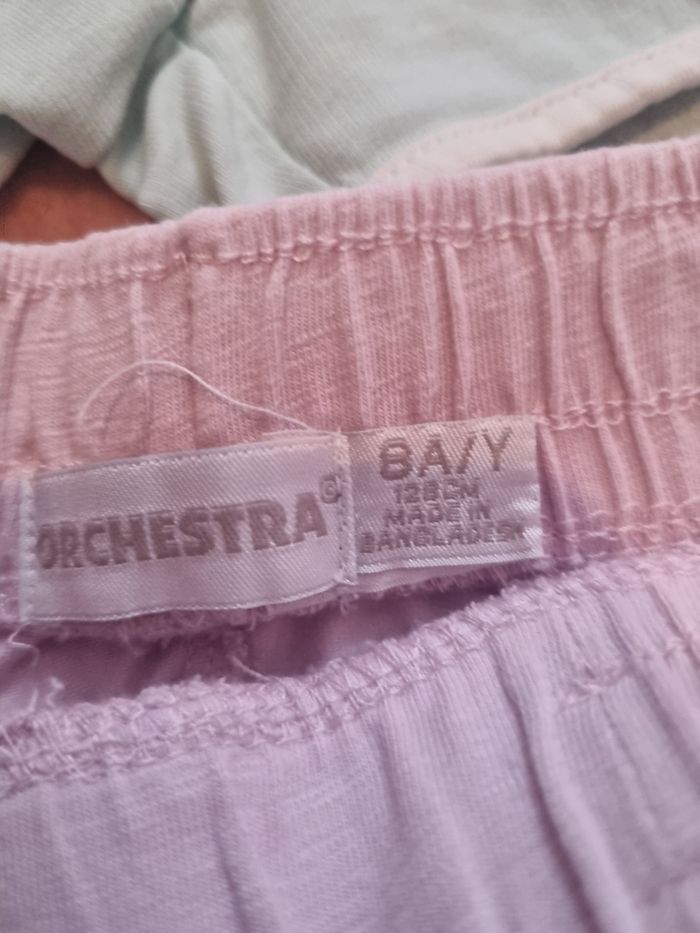 ORCHESTRA©
8A/Y
128CM
MADE IN
BANGLADESH